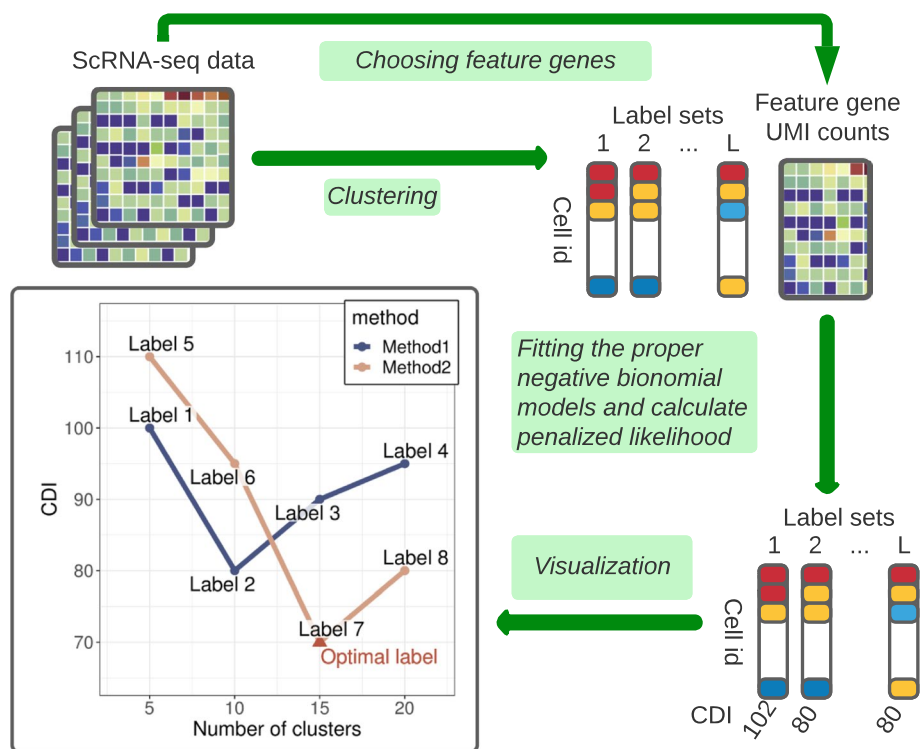 ScRNA-seq data
Choosing feature genes
Clustering
Label sets
1 2 ... L
Cell id
Feature gene
UMI counts
Fitting the proper
negative bionomial
models and calculate
penalized likelihood
Label sets
1 2 ... L
Cell id
CDI 102 80 80
Visualization
method
Method1
Method2
CDI
110
100
90
80
70
Label 5
Label 1
Label 6
Label 4
Label 3
Label 2
Label 8
Label 7
Optimal label
5 10 15 20
Number of clusters